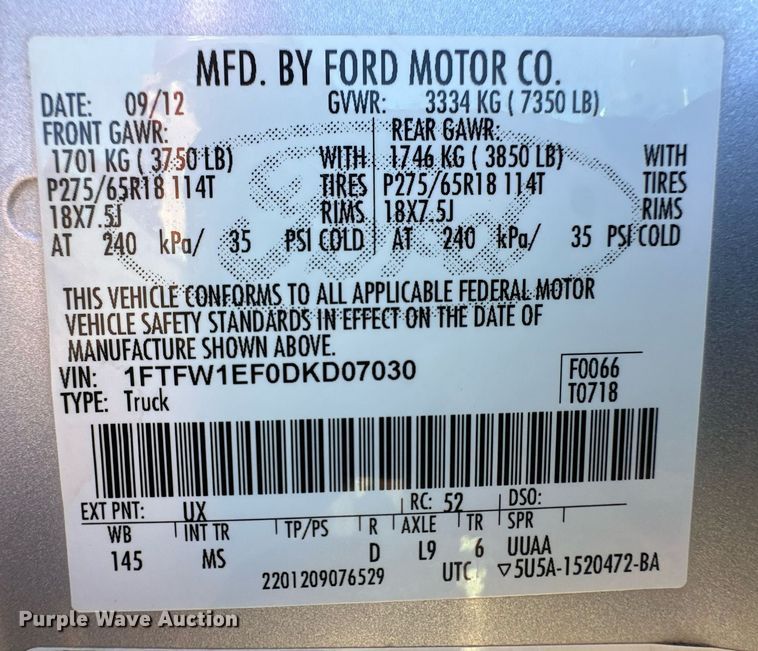 MFD. BY FORD MOTOR CO.
DATE: 09/12 GVWR: 3334 KG ( 7350 LB)
FRONT GAWR: REAR GAWR:
1701 KG ( 3750 LB) WITH 1746 KG ( 3850 LB) WITH
P275/65R18 114T TIRES P275/65R18 114T TIRES
18X7.5J RIMS 18X7.5J RIMS
AT 240 kPa/ 35 PSI COLD AT 240 kPa/ 35 PSI COLD
Ford
THIS VEHICLE CONFORMS TO ALL APPLICABLE FEDERAL MOTOR
VEHICLE SAFETY STANDARDS IN EFFECT ON THE DATE OF
MANUFACTURE SHOWN ABOVE.
VIN: 1FTFW1EF0DKD07030 F0066
TYPE: Truck T0718
EXT PNT: UX RC: 52 DSO:
WB INT TR TP/PS R AXLE TR SPR
145 MS D L9 6 UUAA
2201209076529 UTC ▽5U5A-1520472-BA
Purple Wave Auction